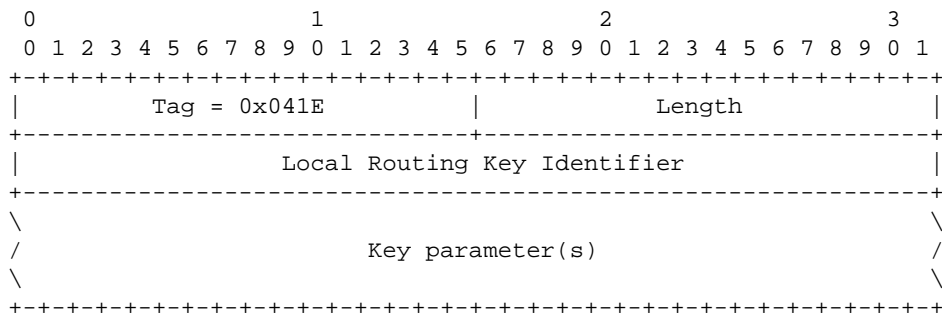 0                   1                   2                   3
 0 1 2 3 4 5 6 7 8 9 0 1 2 3 4 5 6 7 8 9 0 1 2 3 4 5 6 7 8 9 0 1
+-+-+-+-+-+-+-+-+-+-+-+-+-+-+-+-+-+-+-+-+-+-+-+-+-+-+-+-+-+-+-+-+
|         Tag = 0x041E          |            Length             |
+-------------------------------+-------------------------------+
|                 Local Routing Key Identifier                  |
+---------------------------------------------------------------+
\                                                               \
/                       Key parameter(s)                        /
\                                                               \
+-+-+-+-+-+-+-+-+-+-+-+-+-+-+-+-+-+-+-+-+-+-+-+-+-+-+-+-+-+-+-+-+